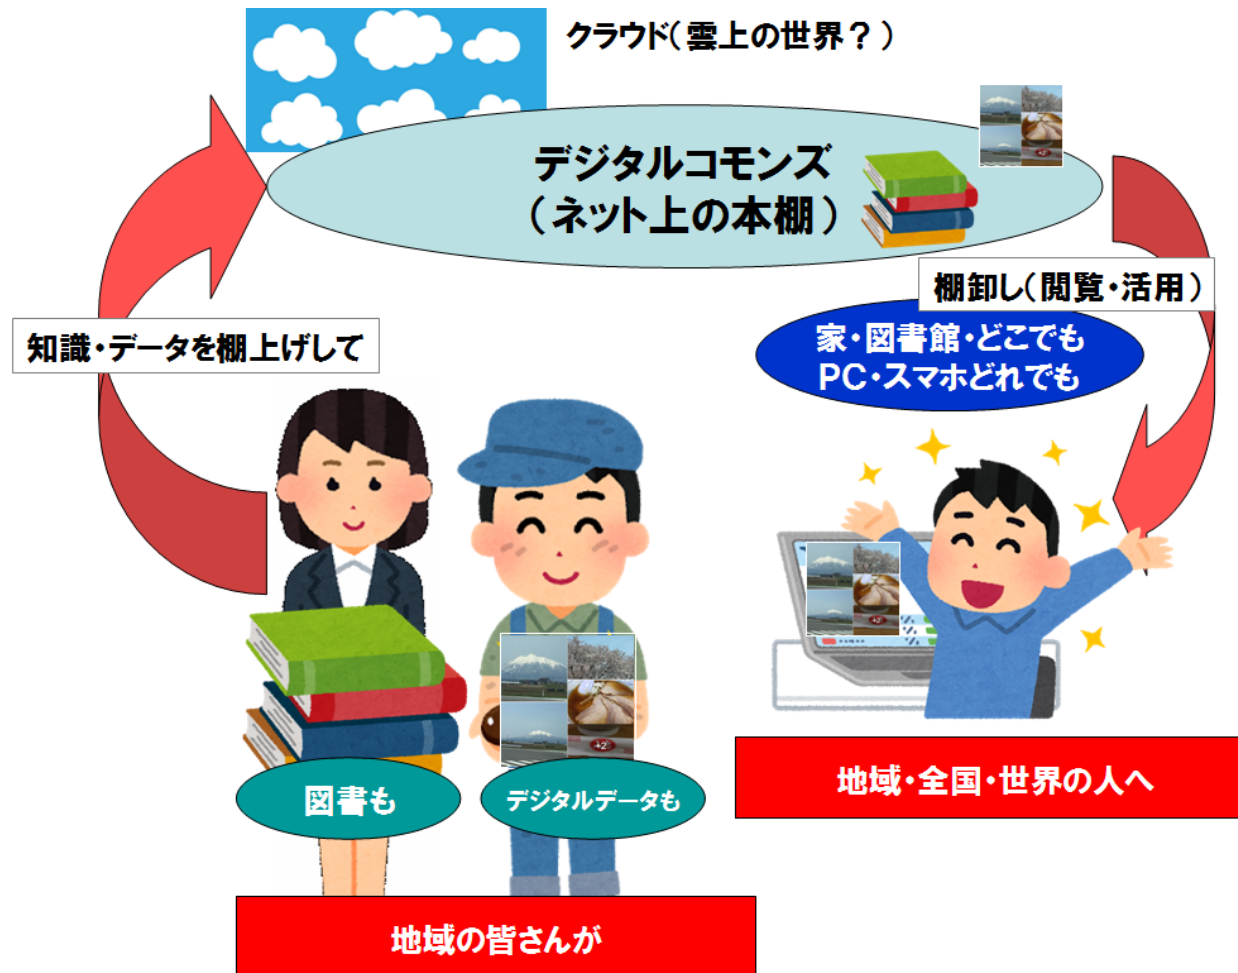 クラウド（雲上の世界？）
デジタルコモンズ
（ネット上の本棚）
棚卸し（閲覧・活用）
知識・データを棚上げして
家・図書館・どこでも
PC・スマホどれでも
図書も
デジタルデータも
地域・全国・世界の人へ
地域の皆さんが